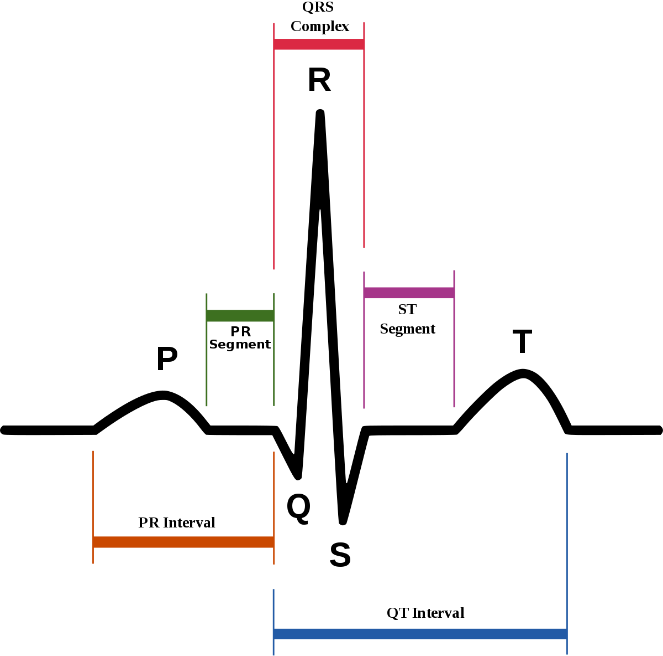 QRS
Complex
R
PR
Segment
ST
Segment
P
T
Q
PR Interval
S
QT Interval